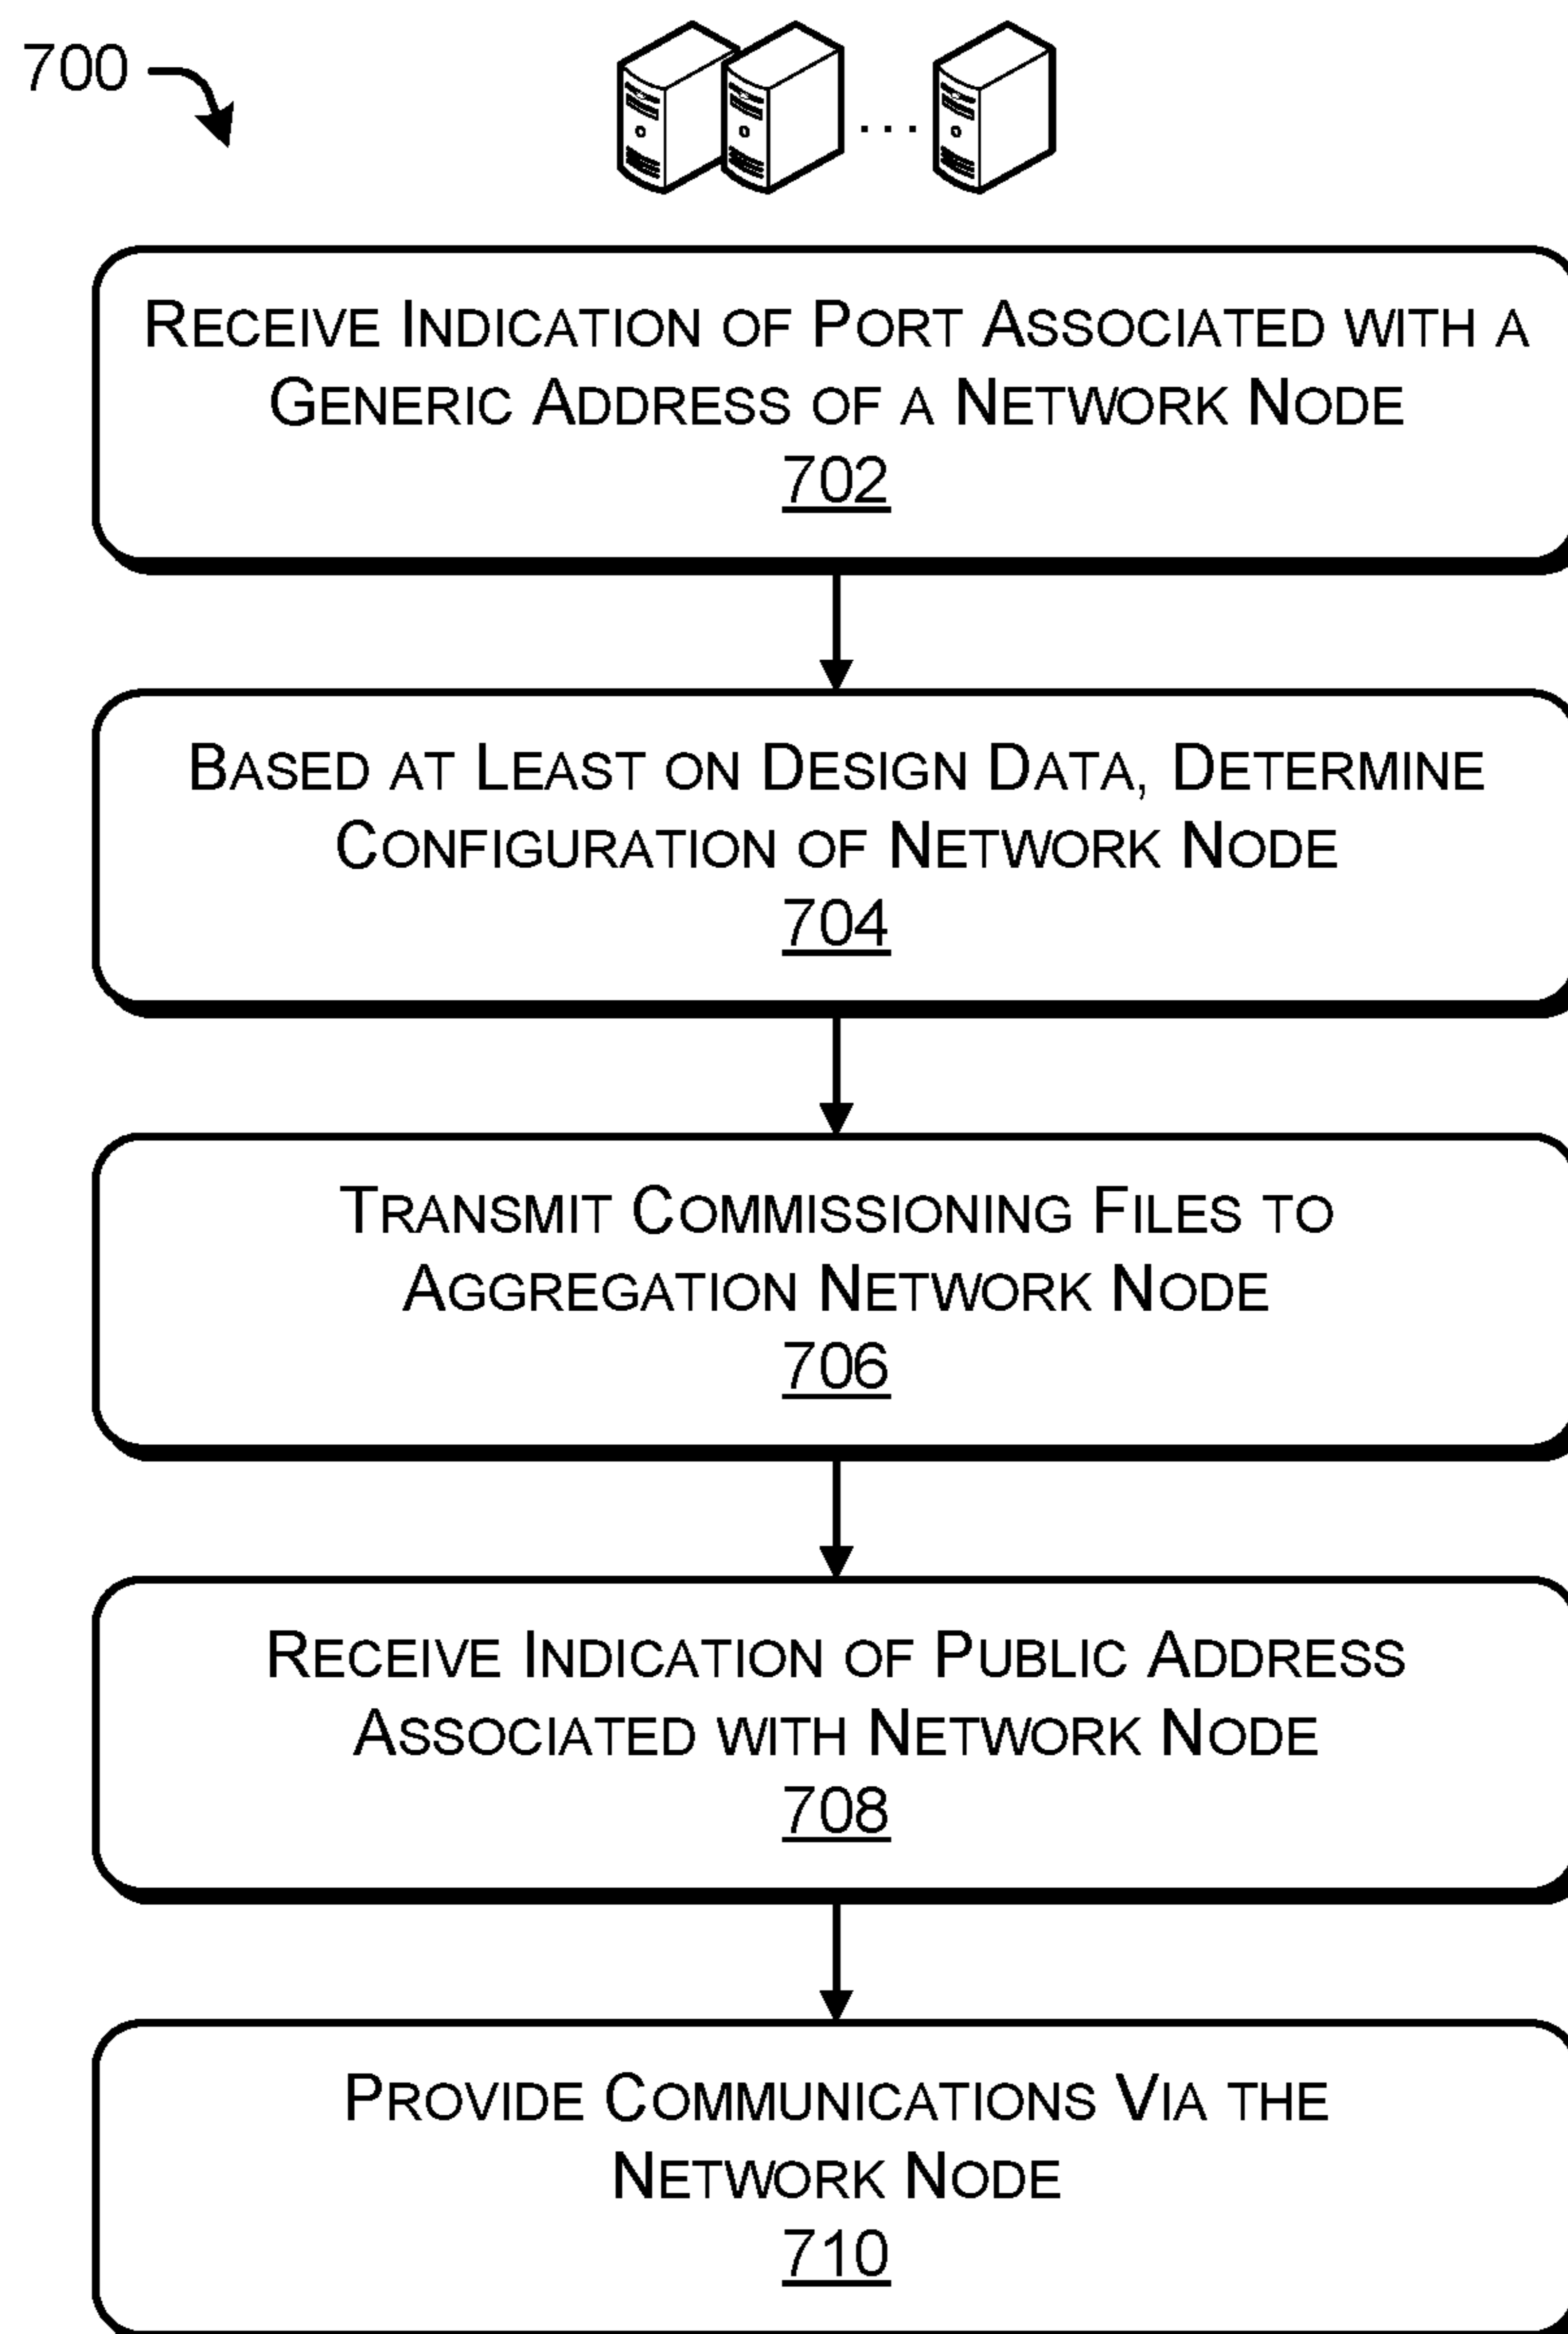 700
RECEIVE INDICATION OF PORT ASSOCIATED WITH A
GENERIC ADDRESS OF A NETWORK NODE
702
BASED AT LEAST ON DESIGN DATA, DETERMINE
CONFIGURATION OF NETWORK NODE
704
TRANSMIT COMMISSIONING FILES TO
AGGREGATION NETWORK NODE
706
RECEIVE INDICATION OF PUBLIC ADDRESS
ASSOCIATED WITH NETWORK NODE
708
PROVIDE COMMUNICATIONS VIA THE
NETWORK NODE
710